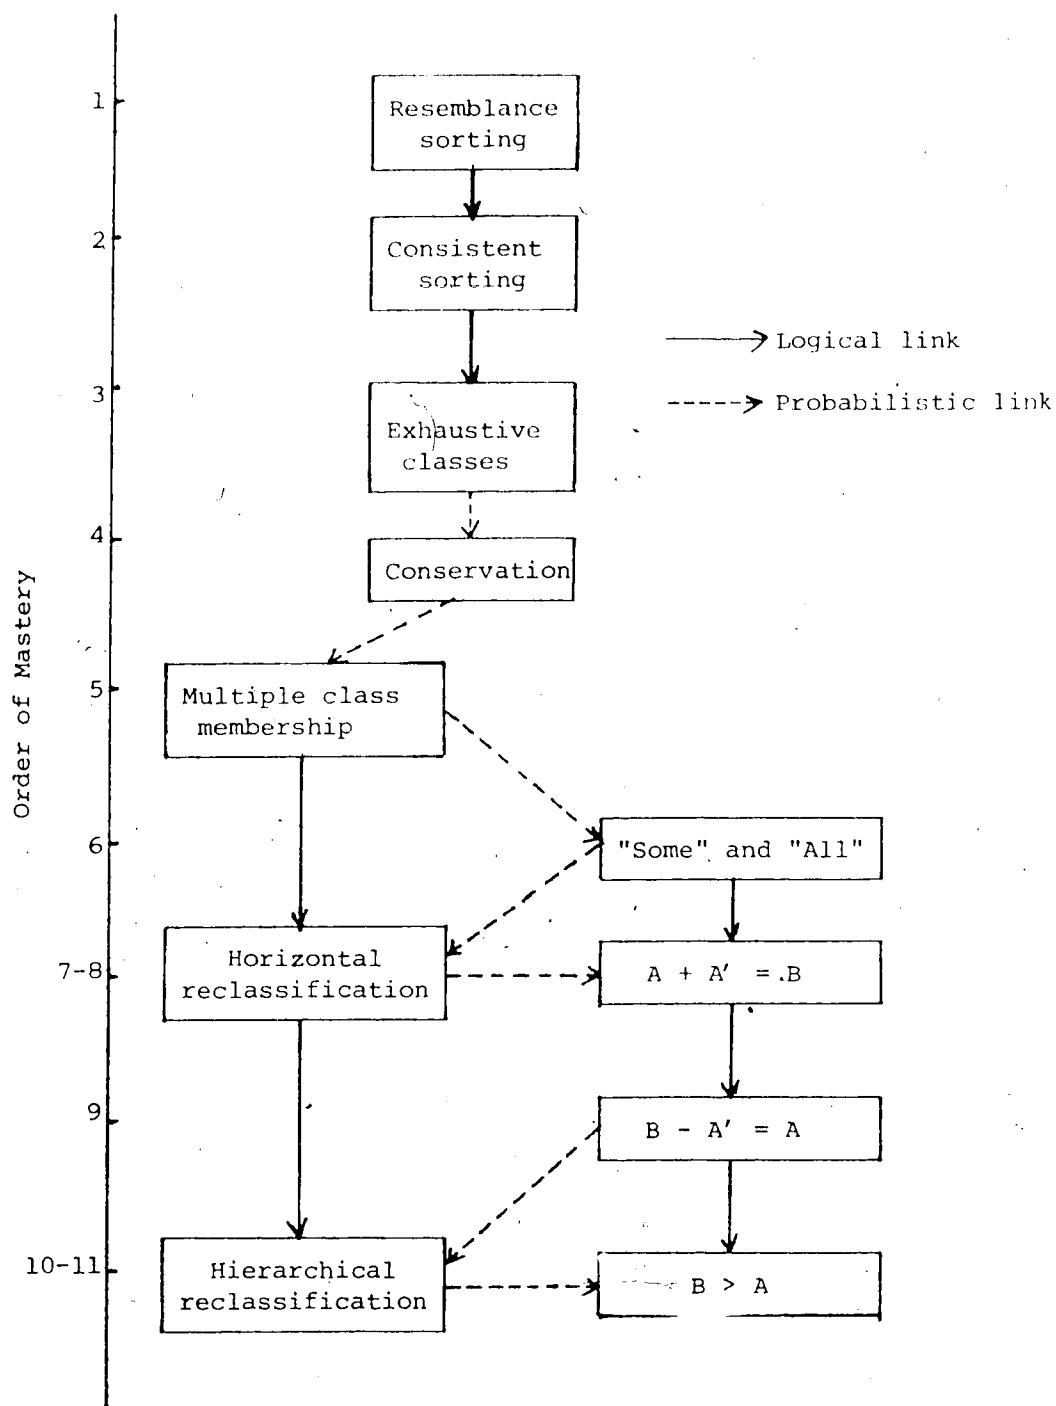 1
Resemblance
sorting
2
Consistent
sorting
Logical link
3
Probabilistic link
Exhaustive
classes
4
Conservation
Order of Mastery
5
Multiple class
membership
6
"Some" and "All"
7-8
Horizontal
reclassification
A + A' = B
9
B - A' = A
10-11
Hierarchical
reclassification
B > A